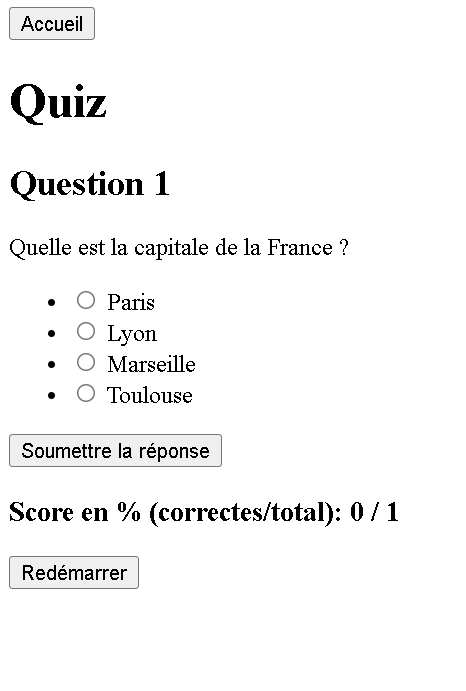 Accueil
Quiz
Question 1
Quelle est la capitale de la France ?
Paris
Lyon
Marseille
Toulouse
Soumettre la réponse
Score en % (correctes/total): 0 / 1
Redémarrer